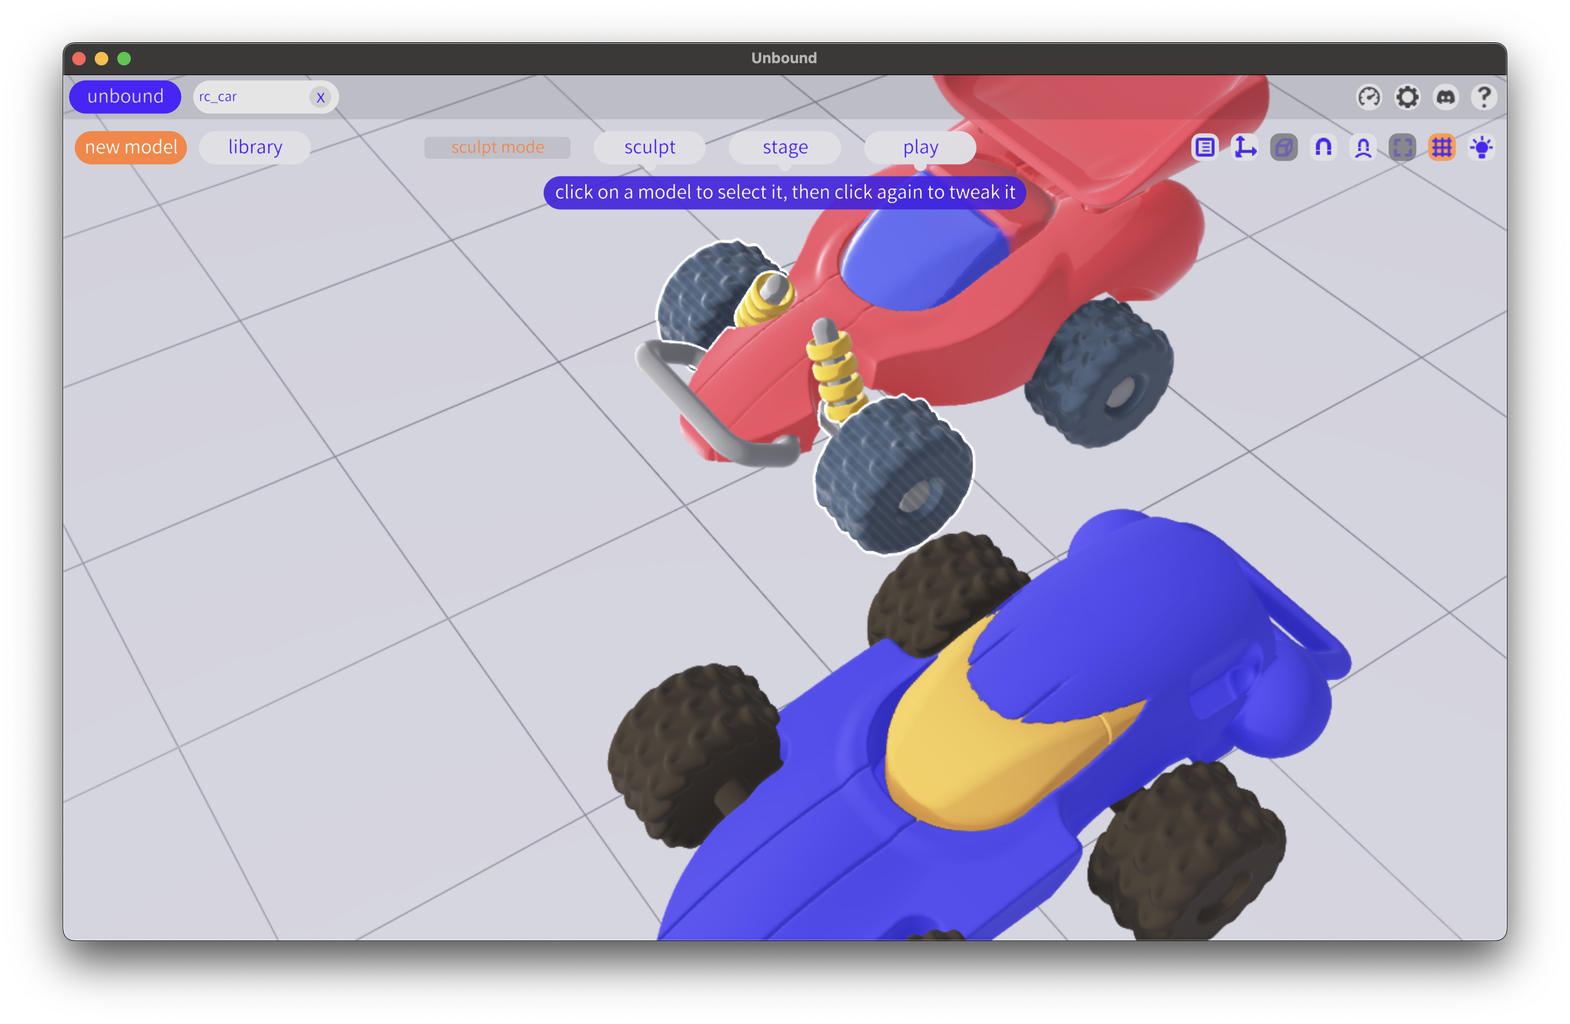 Unbound
unbound
rc_car
X
?
new model
library
sculpt mode
sculpt
stage
play
click on a model to select it, then click again to tweak it